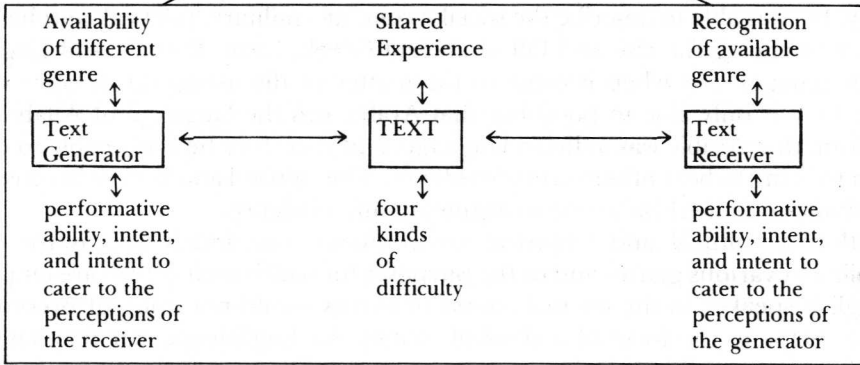 Availability
of different
genre
Shared
Experience
Recognition
of available
genre
Text
Generator
TEXT
Text
Receiver
performative
ability, intent,
and intent to
cater to the
perceptions of
the receiver
four
kinds
of
difficulty
performative
ability, intent,
and intent to
cater to the
perceptions of
the generator